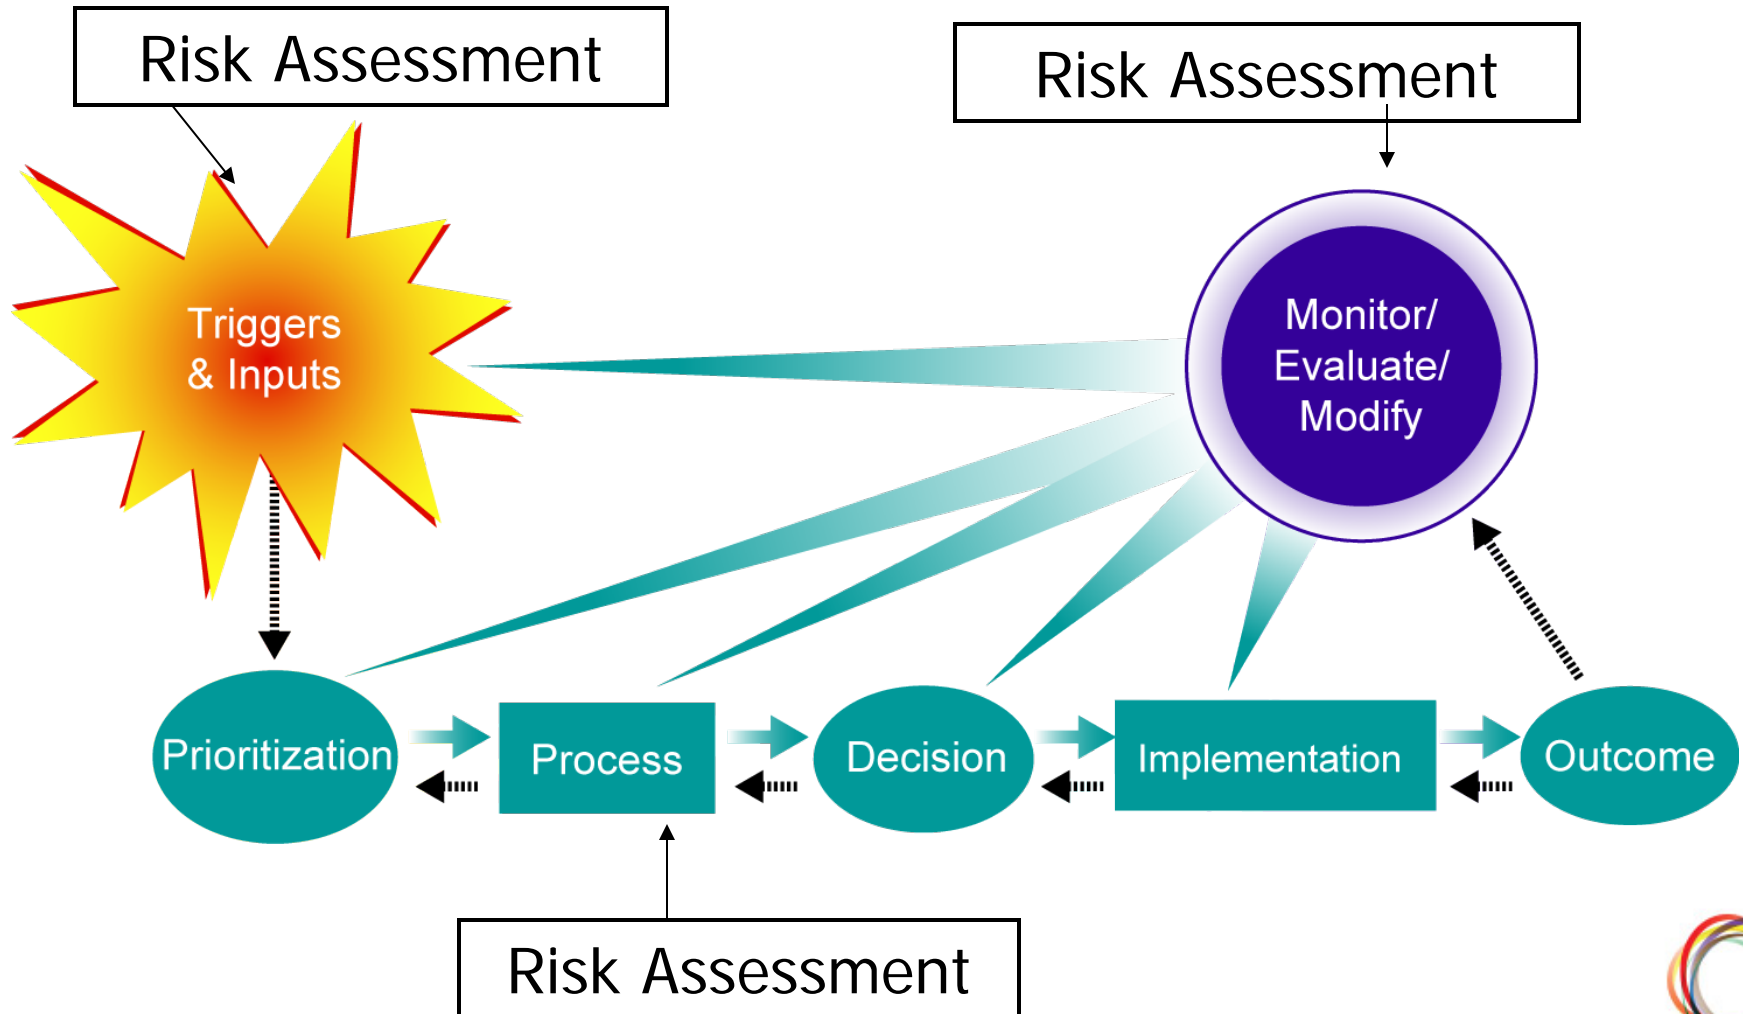 Risk Assessment
Risk Assessment
Triggers
& Inputs
Monitor/
Evaluate/
Modify
Prioritization
Process
Decision
Implementation
Outcome
Risk Assessment